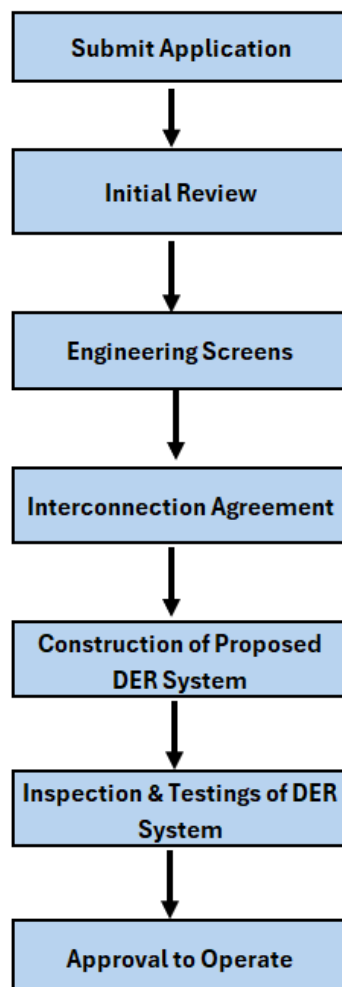 Submit Application
Initial Review
Engineering Screens
Interconnection Agreement
Construction of Proposed
DER System
Inspection & Testings of DER
System
Approval to Operate